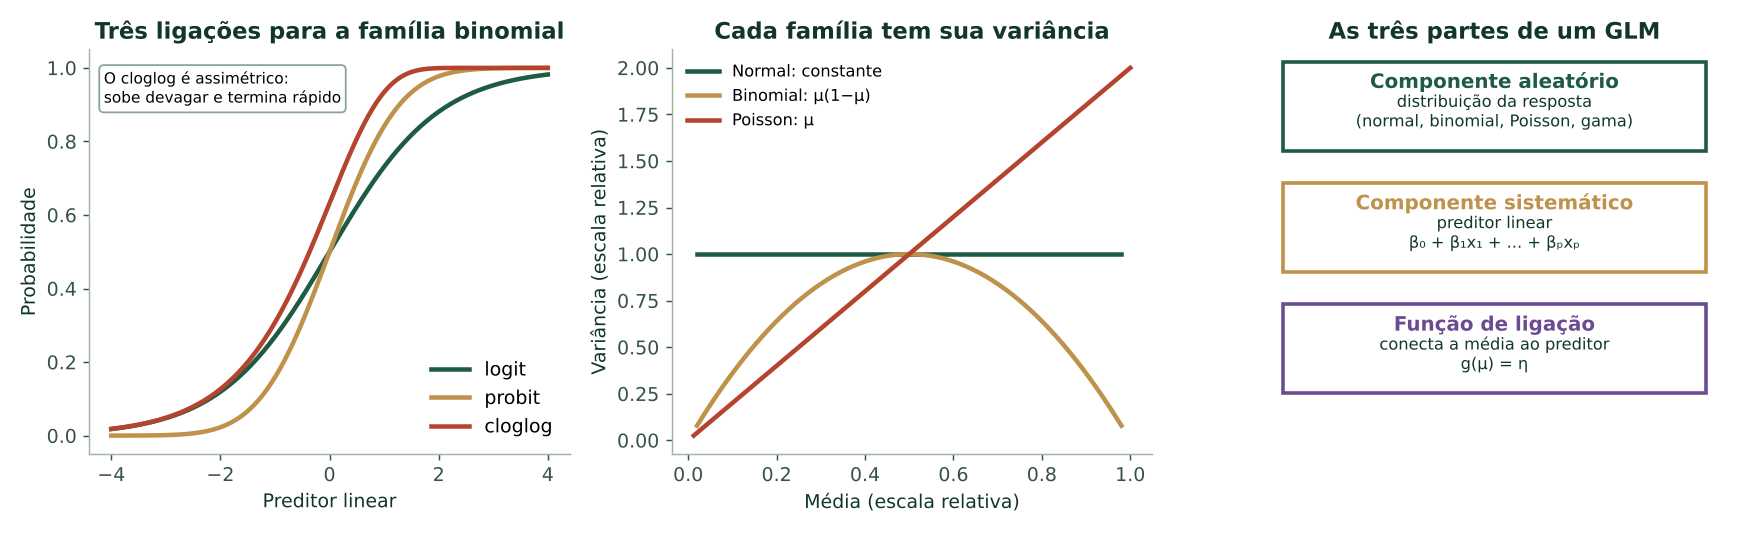 Três ligações para a família binomial
O cloglog é assimétrico:
sobe devagar e termina rápido
1.0
0.8
0.6
0.4
0.2
0.0
Probabilidade
logit
probit
cloglog
−4
−2
0
2
4
Preditor linear
Cada família tem sua variância
Normal: constante
Binomial: μ(1−μ)
Poisson: μ
2.00
1.75
1.50
1.25
1.00
0.75
0.50
0.25
0.00
Variância (escala relativa)
0.0
0.2
0.4
0.6
0.8
1.0
Média (escala relativa)
As três partes de um GLM
Componente aleatório
distribuição da resposta
(normal, binomial, Poisson, gama)
Componente sistemático
preditor linear
β₀ + β₁x₁ + ... + βₚxₚ
Função de ligação
conecta a média ao preditor
g(μ) = η